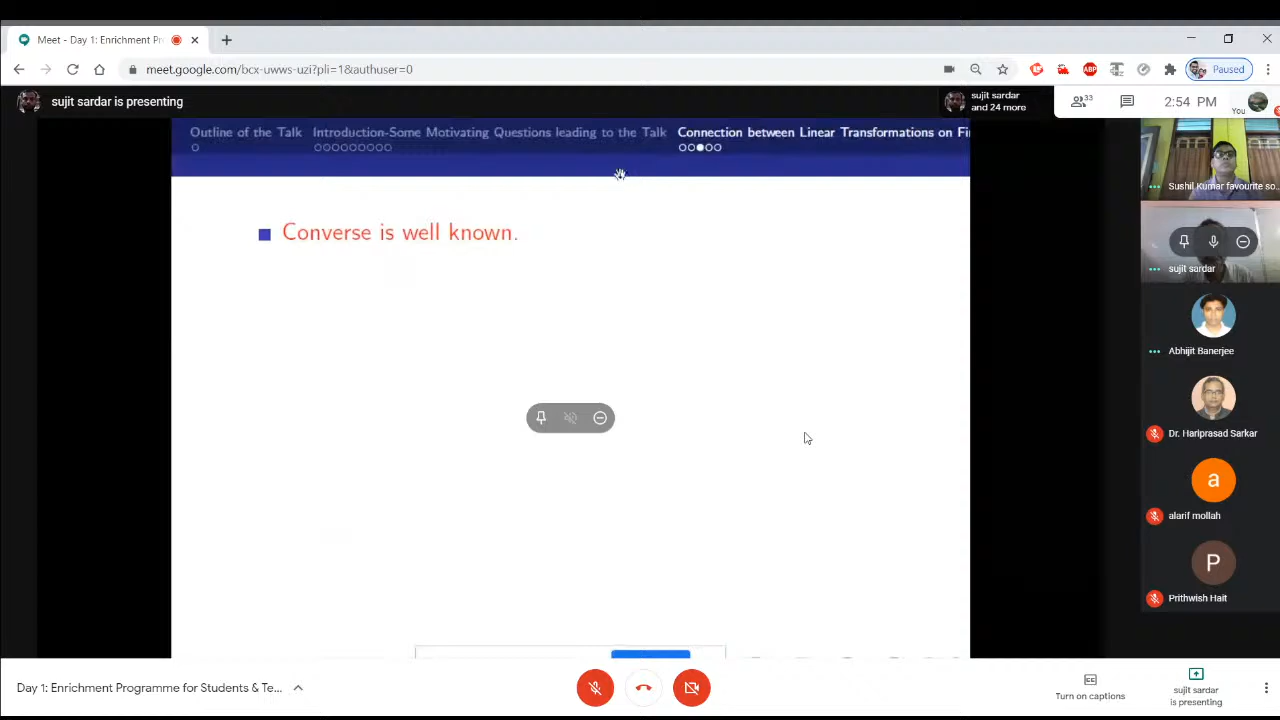 Meet - Day 1: Enrichment Pr
meet.google.com/bcx-uwws-uzi?pli=1&authuser=0
ABP
Paused
sujit sardar is presenting
sujit sardar
and 24 more
33
2:54 PM
You
Outline of the Talk Introduction-Some Motivating Questions leading to the Talk Connection between Linear Transformations on Fi
Converse is well known.
Sushil Kumar favourite so...
sujit sardar
Abhijit Banerjee
Dr. Hariprasad Sarkar
a
alarif mollah
P
Prithwish Hait
Day 1: Enrichment Programme for Students & Te...
Turn on captions
sujit sardar
is presenting